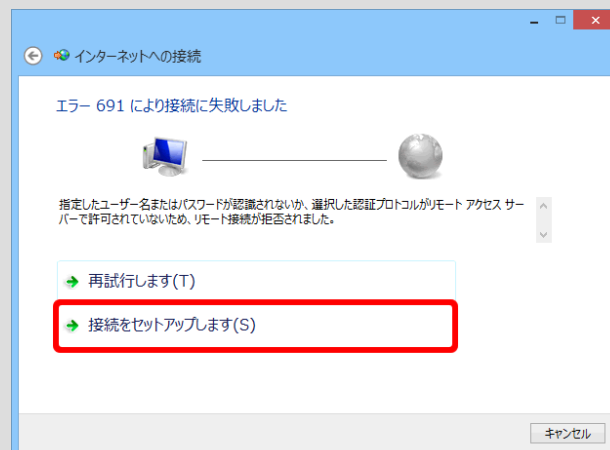 インターネットへの接続
エラー 691 により接続に失敗しました
指定したユーザー名またはパスワードが認識されないか、選択した認証プロトコルがリモート アクセス サー
バーで許可されていないため、リモート接続が拒否されました。
再試行します(T)
接続をセットアップします(S)
キャンセル